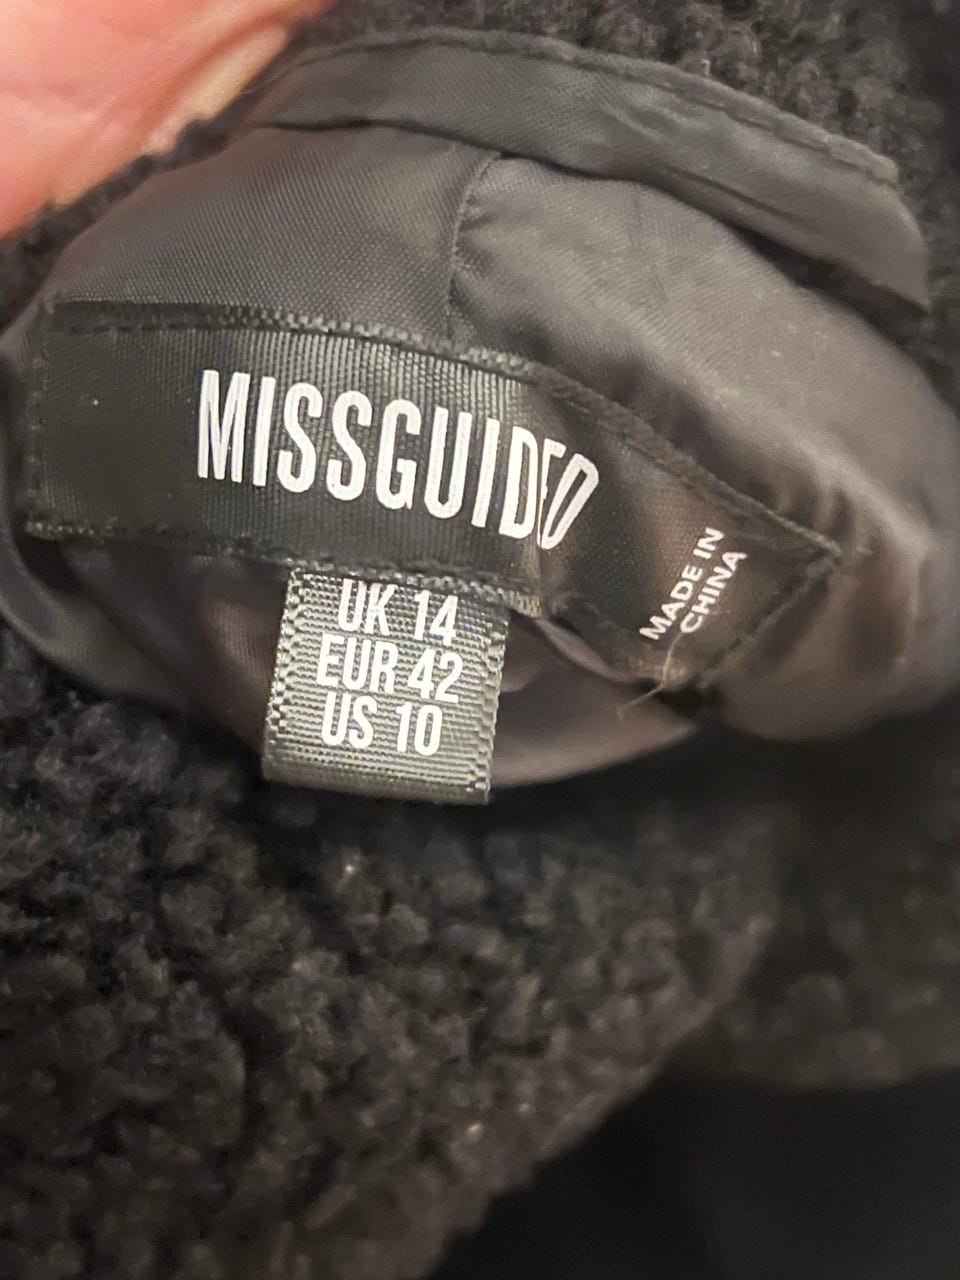 MISSGUIDED
MADE IN
CHINA
UK 14
EUR 42
US 10